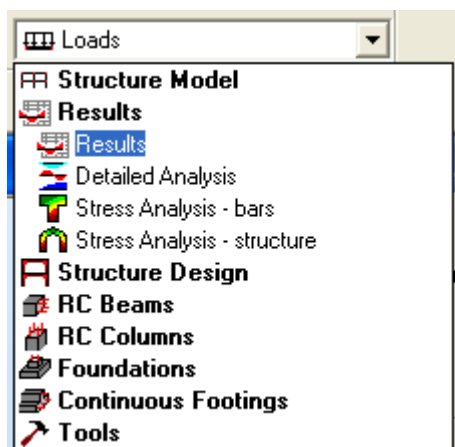 Loads
Structure Model
Results
Results
Detailed Analysis
Stress Analysis - bars
Stress Analysis - structure
Structure Design
RC Beams
RC Columns
Foundations
Continuous Footings
Tools